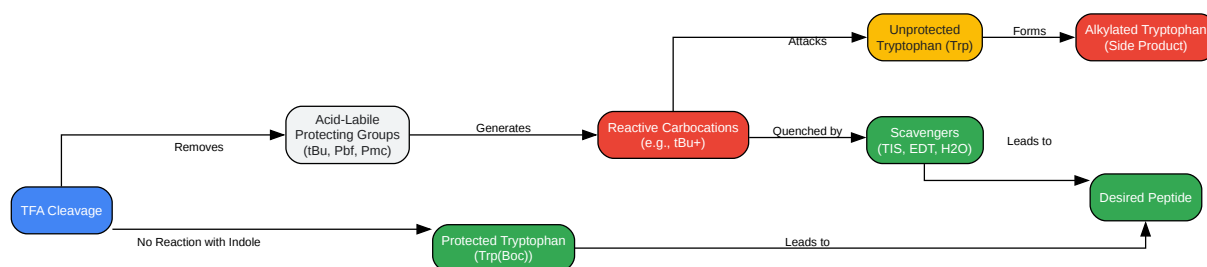 Unprotected
Tryptophan (Trp)
Forms
Alkylated Tryptophan
(Side Product)
Attacks
Acid-Labile
Protecting Groups
(tBu, Pbf, Pmc)
Generates
Reactive Carbocations
(e.g., tBu+)
Quenched by
Scavengers
(TIS, EDT, H2O)
Leads to
Removes
TFA Cleavage
Desired Peptide
No Reaction with Indole
Protected Tryptophan
(Trp(Boc))
Leads to